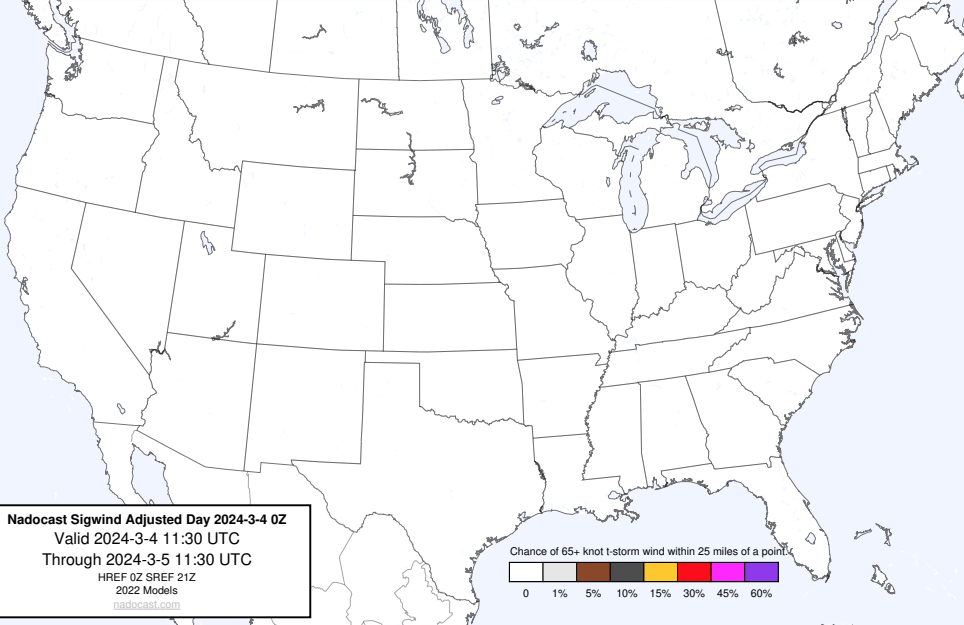 Nadocast Sigwind Adjusted Day 2024-3-4 0Z
Valid 2024-3-4 11:30 UTC
Through 2024-3-5 11:30 UTC
HREF 0Z SREF 21Z
2022 Models
nadocast.com
Chance of 65+ knot t-storm wind within 25 miles of a point.
0 1% 5% 10% 15% 30% 45% 60%